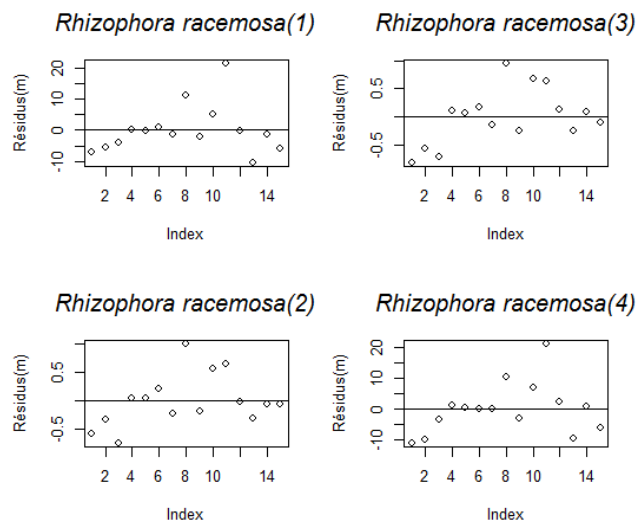 Rhizophora racemosa(1)
Résidus(m)
20
10
0
-10
2 4 6 8 10 14
Index
Rhizophora racemosa(3)
Résidus(m)
0.5
-0.5
2 4 6 8 10 14
Index
Rhizophora racemosa(2)
Résidus(m)
0.5
-0.5
2 4 6 8 10 14
Index
Rhizophora racemosa(4)
Résidus(m)
20
10
0
-10
2 4 6 8 10 14
Index